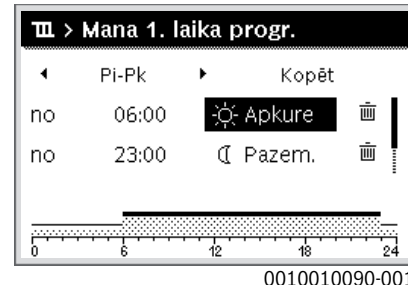 > Mana 1. laika progr.
Pi-Pk Kopēt
no 06:00 Apkure
no 23:00 Pazem.
0 6 12 18 24
0010010090-001